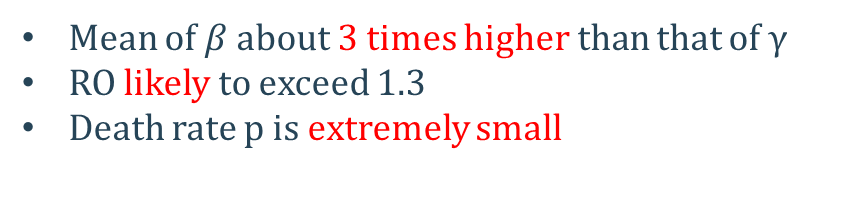 • Mean of β about 3 times higher than that of γ
• RO likely to exceed 1.3
• Death rate p is extremely small